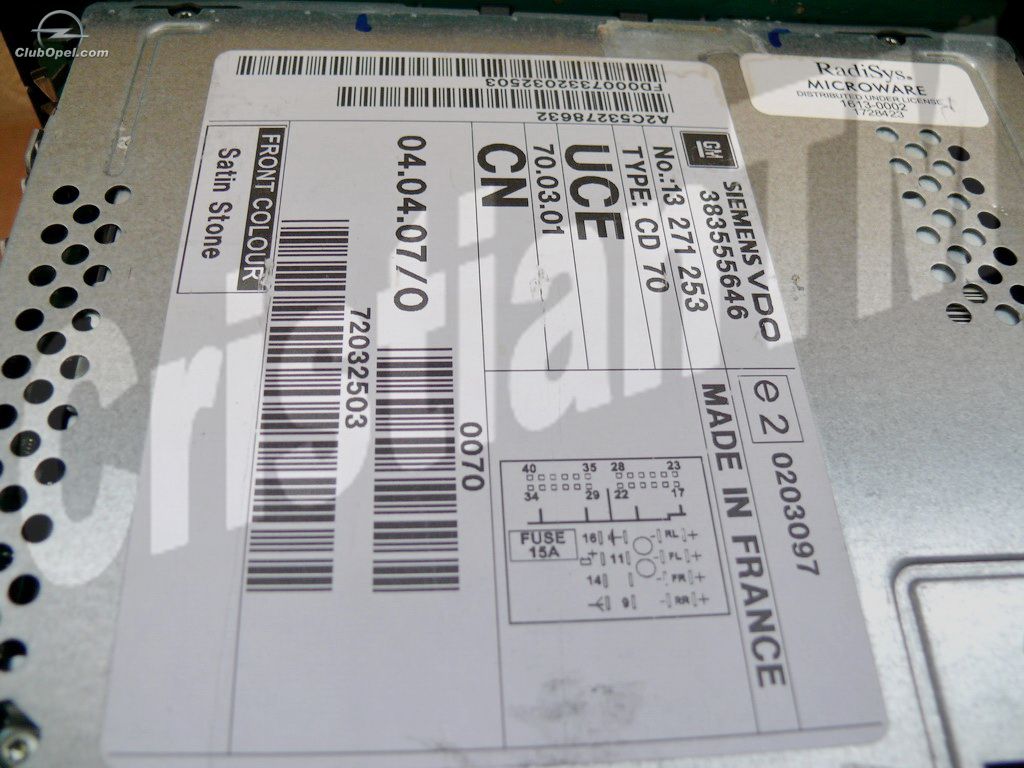 ClubOpel.com
RadiSys®
MICROWARE
DISTRIBUTED UNDER LICENSE
1613-0002
1728423
FD00073320​32503
A2C53278632
GM
SIEMENS VDO
383555646
No.:13 271 253
TYPE: CD 70
UCE
70.03.01
CN
04.04.07/0
FRONT COLOUR
Satin Stone
72032503
0070
e2
0203097
MADE IN FRANCE
40 35 28 23
34 29 22 17
FUSE
15A
16 RL +
+ 11 FL +
14 FR +
9 RR +
Cristian